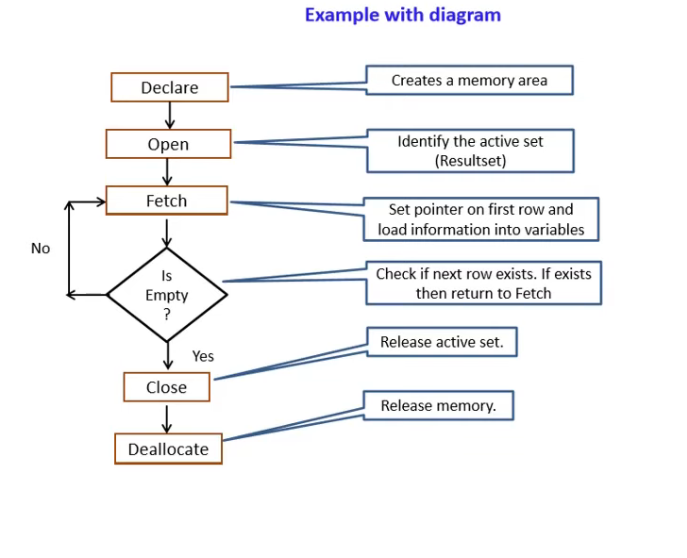 Example with diagram
Declare
Creates a memory area
Open
Identify the active set
(Resultset)
Fetch
Set pointer on first row and
load information into variables
No
Is
Empty
?
Check if next row exists. If exists
then return to Fetch
Yes
Release active set.
Close
Release memory.
Deallocate